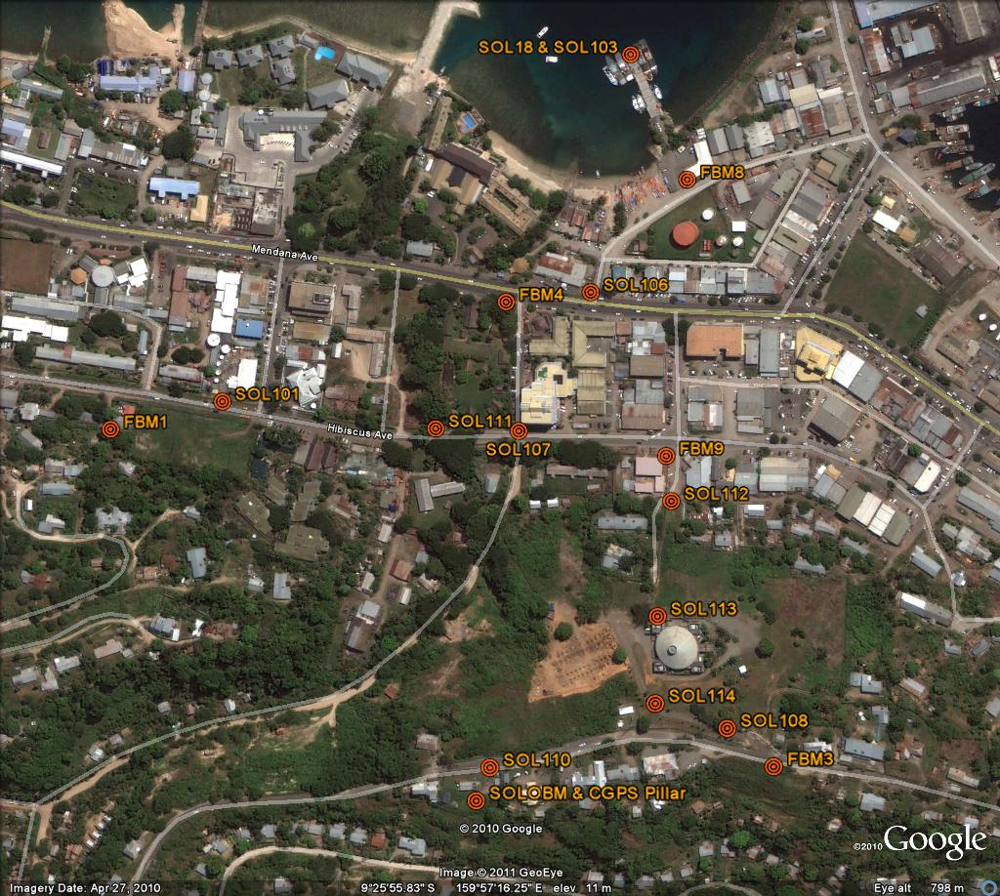 SOL18 & SOL103
FBM8
Mendana Ave
FBM4
SOL106
SOL101
FBM1
Hibiscus Ave
SOL111
SOL107
FBM9
SOL112
SOL113
SOL114
SOL108
SOL110
FBM3
SOLOBM & CGPS Pillar
© 2010 Google
©2010 Google
Image © 2011 GeoEye
Imagery Date: Apr 27, 2010 9°25'55.83" S 159°57'16.25" E elev 11 m Eye alt 798 m